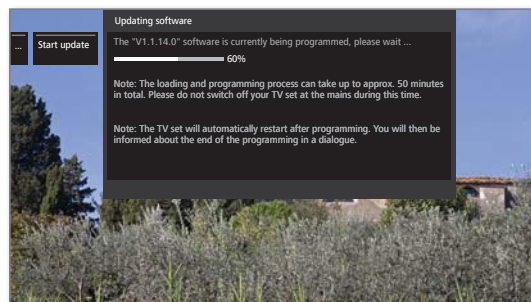 Updating software
... Start update
The "V1.1.14.0" software is currently being programmed, please wait ...
60%
Note: The loading and programming process can take up to approx. 50 minutes
in total. Please do not switch off your TV set at the mains during this time.
Note: The TV set will automatically restart after programming. You will then be
informed about the end of the programming in a dialogue.